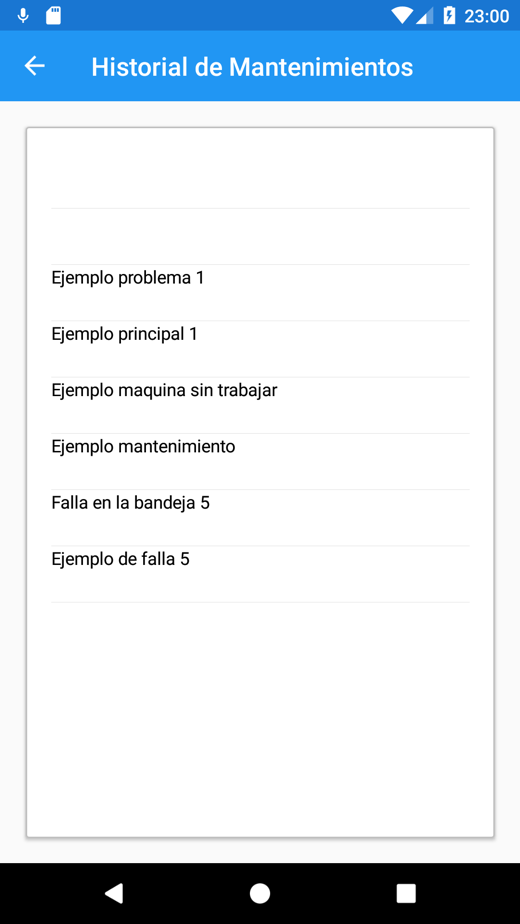 23:00
Historial de Mantenimientos
Ejemplo problema 1
Ejemplo principal 1
Ejemplo maquina sin trabajar
Ejemplo mantenimiento
Falla en la bandeja 5
Ejemplo de falla 5